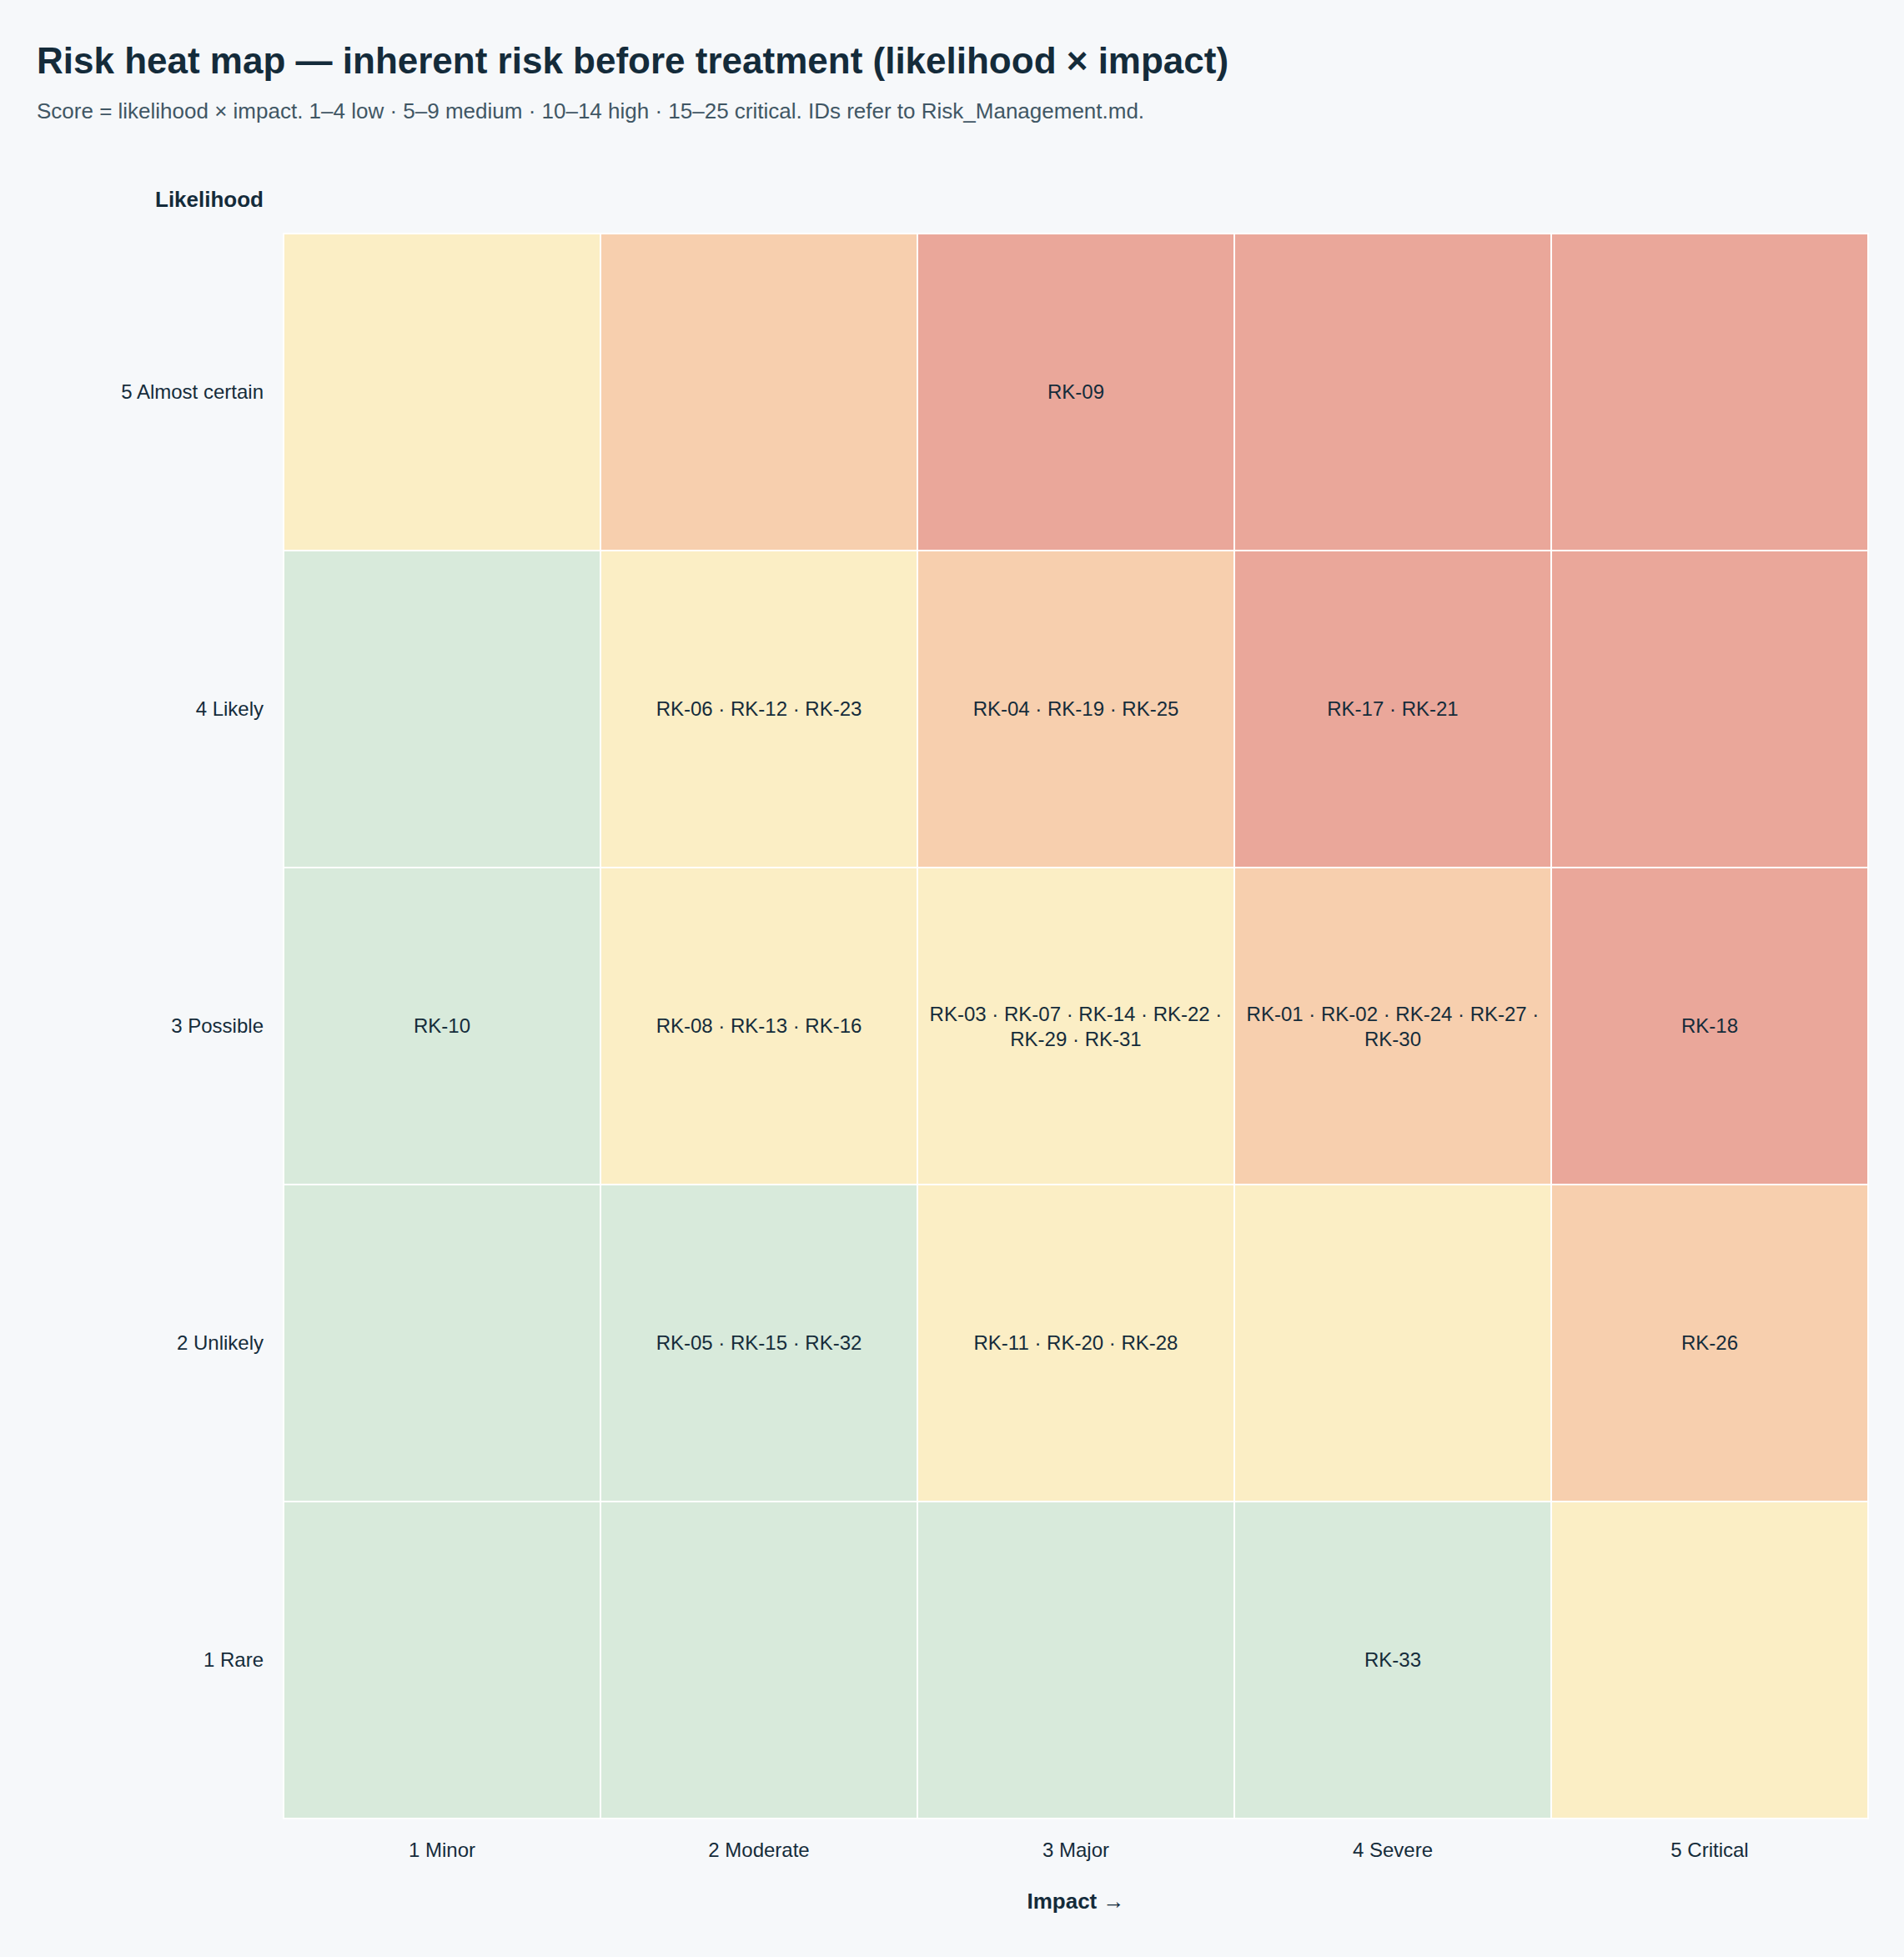 Risk heat map — inherent risk before treatment (likelihood × impact)
Score = likelihood × impact. 1–4 low · 5–9 medium · 10–14 high · 15–25 critical. IDs refer to Risk_Management.md.
Likelihood
5 Almost certain
RK-09
4 Likely
RK-06 · RK-12 · RK-23
RK-04 · RK-19 · RK-25
RK-17 · RK-21
3 Possible
RK-10
RK-08 · RK-13 · RK-16
RK-03 · RK-07 · RK-14 · RK-22 ·
RK-29 · RK-31
RK-01 · RK-02 · RK-24 · RK-27 ·
RK-30
RK-18
2 Unlikely
RK-05 · RK-15 · RK-32
RK-11 · RK-20 · RK-28
RK-26
1 Rare
RK-33
1 Minor
2 Moderate
3 Major
4 Severe
5 Critical
Impact →